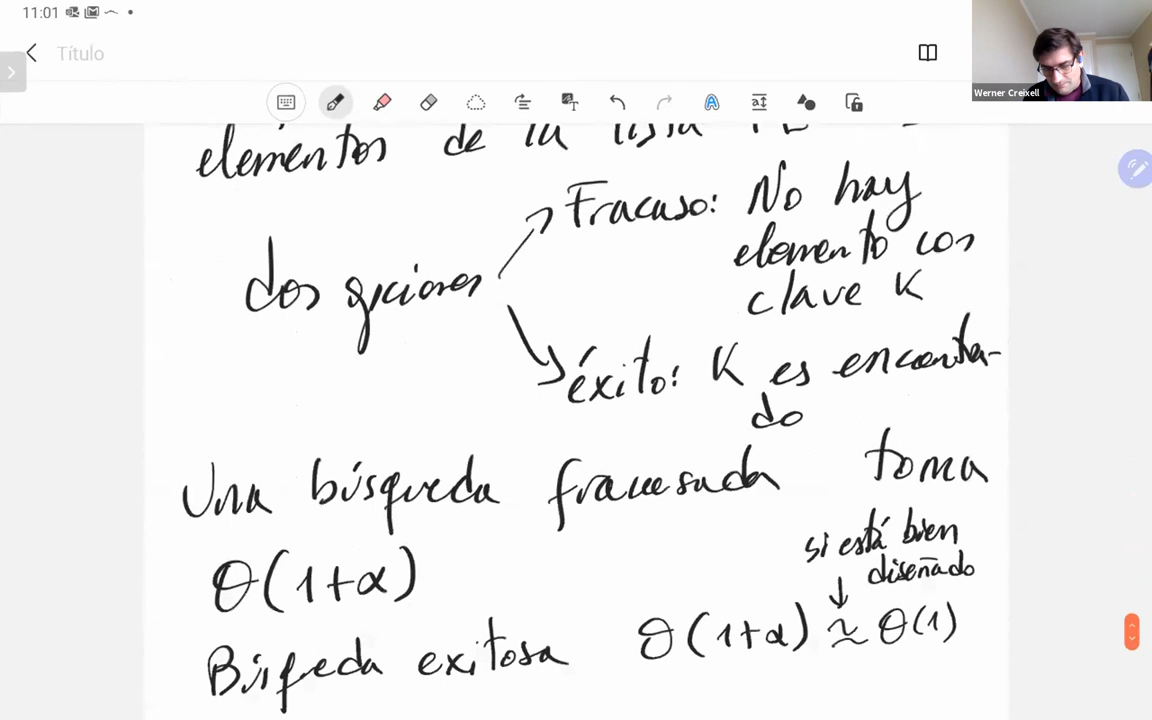 11:01
Título
Werner Creixell
elementos de la lista
Fracaso: No hay
elemento con
clave K
dos opciones
éxito: K es encontra-
do
Una búsqueda fracasada toma
si está bien
diseñado
θ(1+α)
Búsqeda exitosa θ(1+α) ≈ θ(1)